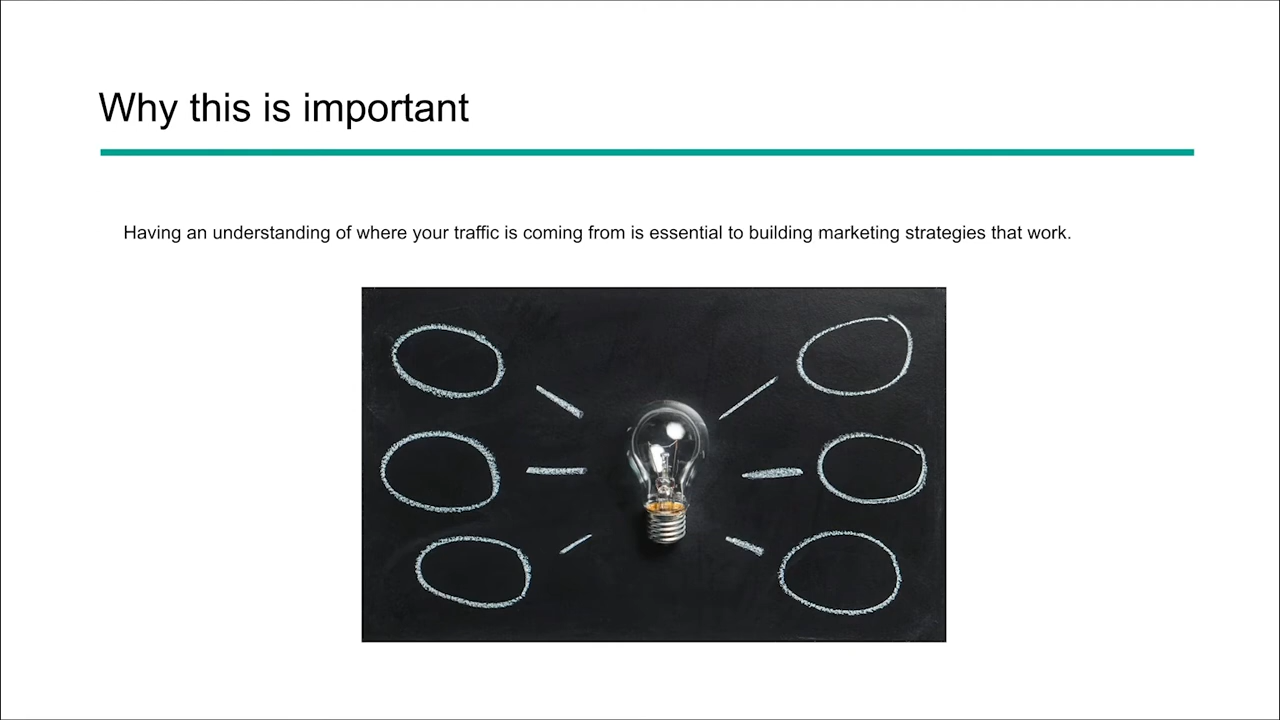 Why this is important
Having an understanding of where your traffic is coming from is essential to building marketing strategies that work.